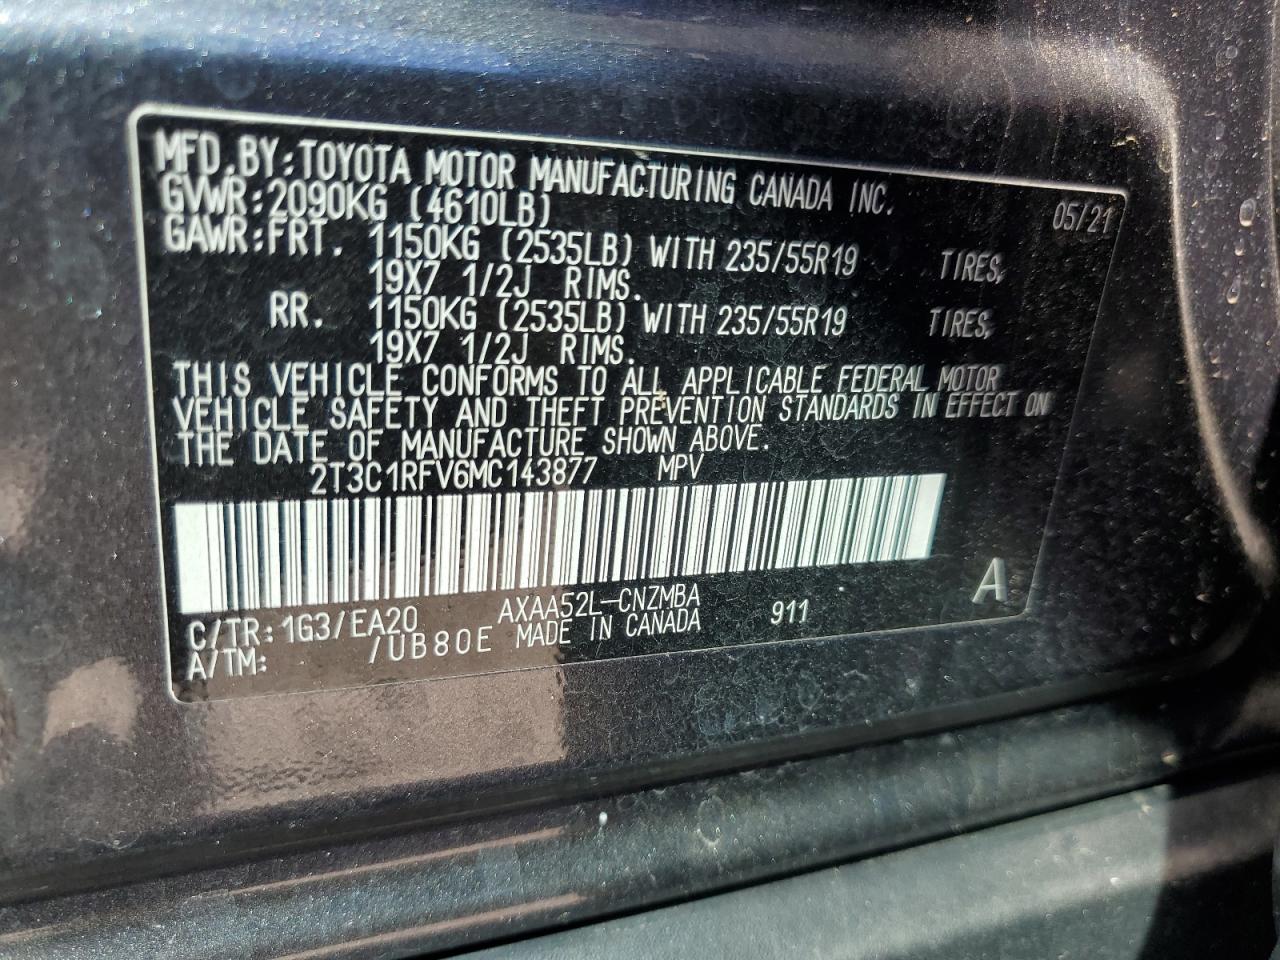 MFD.BY:TOYOTA MOTOR MANUFACTURING CANADA INC.
GVWR:2090KG (4610LB) 05/21
GAWR:FRT. 1150KG (2535LB) WITH 235/55R19 TIRES,
19X7 1/2J RIMS.
RR. 1150KG (2535LB) WITH 235/55R19 TIRES,
19X7 1/2J RIMS.
THIS VEHICLE CONFORMS TO ALL APPLICABLE FEDERAL MOTOR
VEHICLE SAFETY AND THEFT PREVENTION STANDARDS IN EFFECT ON
THE DATE OF MANUFACTURE SHOWN ABOVE.
2T3C1RFV6MC143877 MPV
C/TR:1G3/EA20 AXAA52L-CNZMBA 911 A
A/TM: /UB80E MADE IN CANADA